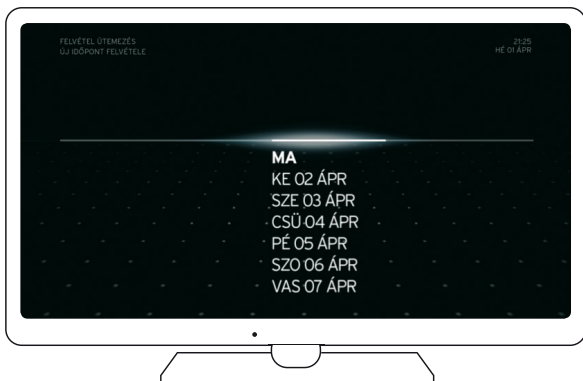 FELVÉTEL ÜTEMEZÉS
ÚJ IDŐPONT FELVÉTELE
21:25
HÉ 01 ÁPR
MA
KE 02 ÁPR
SZE 03 ÁPR
CSÜ 04 ÁPR
PÉ 05 ÁPR
SZO 06 ÁPR
VAS 07 ÁPR